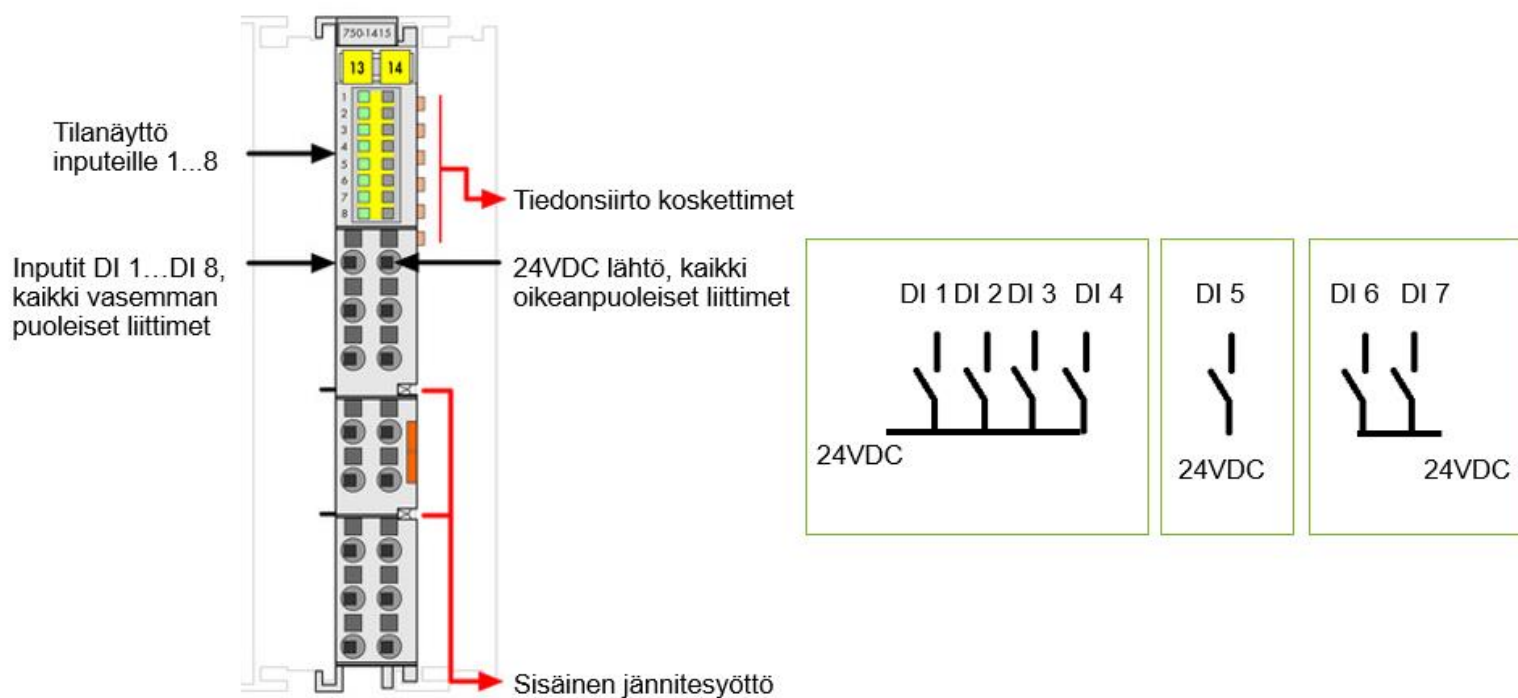 750-1415
13 14
1
2
3
4
5
6
7
8
Tilanäyttö
inputeille 1...8
Tiedonsiirto koskettimet
Inputit DI 1...DI 8,
kaikki vasemman
puoleiset liittimet
24VDC lähtö, kaikki
oikeanpuoleiset liittimet
Sisäinen jännitesyöttö
DI 1 DI 2 DI 3 DI 4
24VDC
DI 5
24VDC
DI 6 DI 7
24VDC